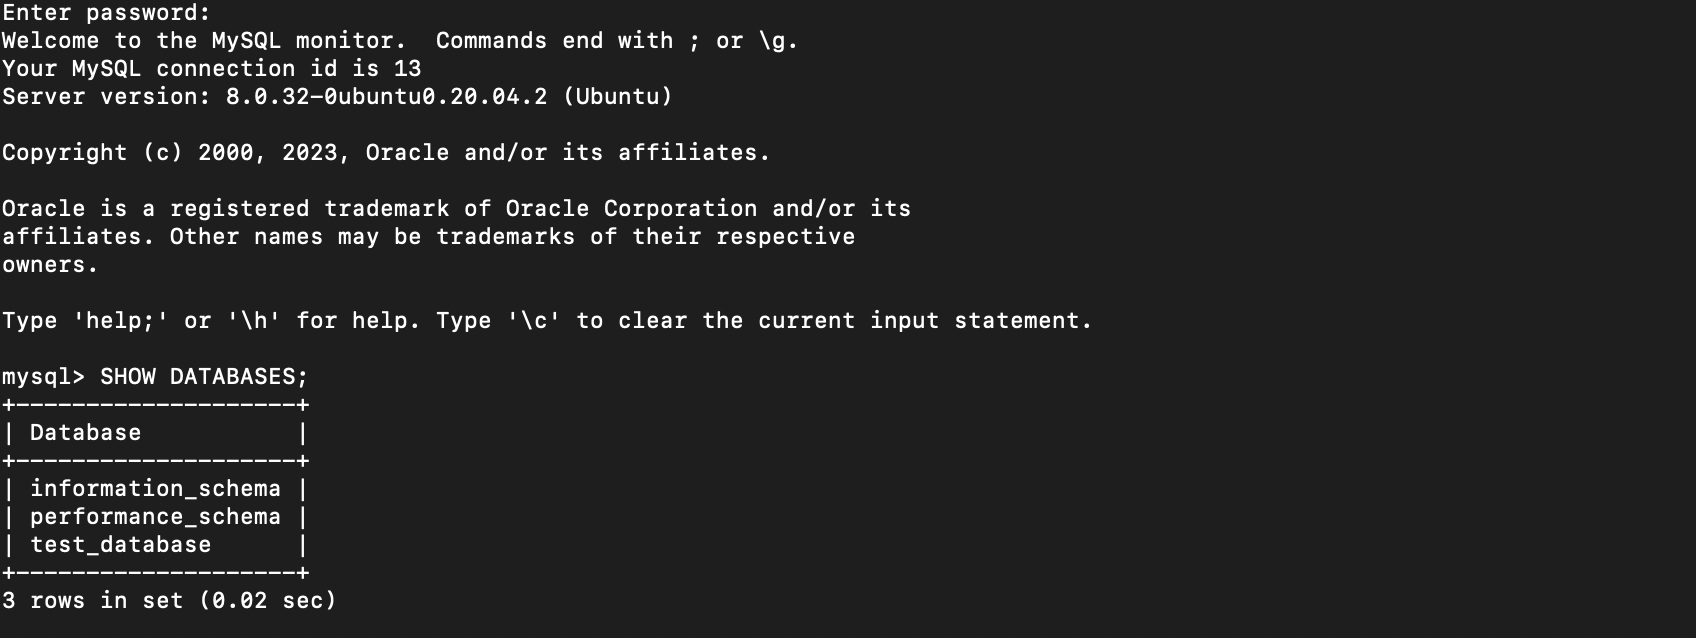 Enter password:
Welcome to the MySQL monitor.  Commands end with ; or \g.
Your MySQL connection id is 13
Server version: 8.0.32-0ubuntu0.20.04.2 (Ubuntu)

Copyright (c) 2000, 2023, Oracle and/or its affiliates.

Oracle is a registered trademark of Oracle Corporation and/or its
affiliates. Other names may be trademarks of their respective
owners.

Type 'help;' or '\h' for help. Type '\c' to clear the current input statement.

mysql> SHOW DATABASES;
+--------------------+
| Database           |
+--------------------+
| information_schema |
| performance_schema |
| test_database      |
+--------------------+
3 rows in set (0.02 sec)